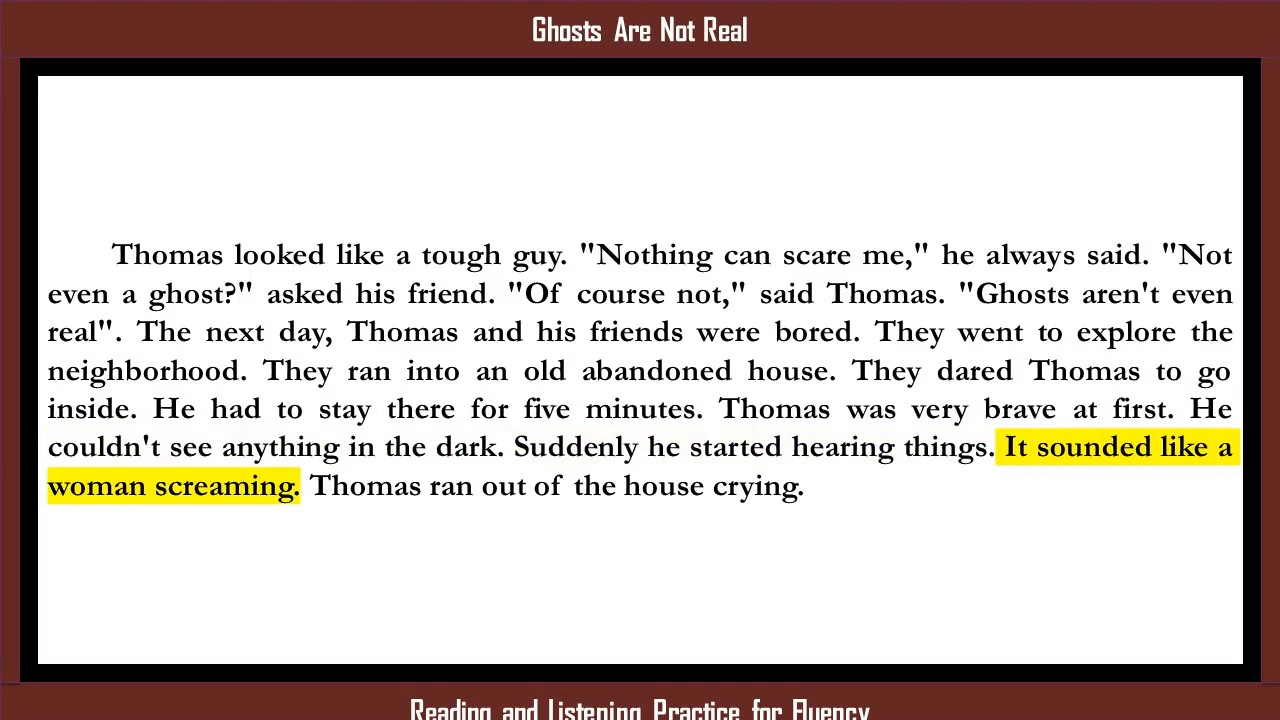 Ghosts Are Not Real
Thomas looked like a tough guy. "Nothing can scare me," he always said. "Not
even a ghost?" asked his friend. "Of course not," said Thomas. "Ghosts aren't even
real". The next day, Thomas and his friends were bored. They went to explore the
neighborhood. They ran into an old abandoned house. They dared Thomas to go
inside. He had to stay there for five minutes. Thomas was very brave at first. He
couldn't see anything in the dark. Suddenly he started hearing things. It sounded like a
woman screaming. Thomas ran out of the house crying.
Reading and Listening Practice for Fluency